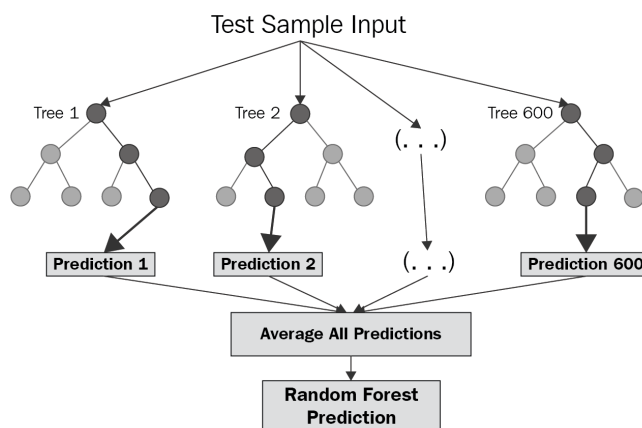 Test Sample Input
Tree 1
Tree 2
(. . .)
Tree 600
Prediction 1
Prediction 2
(. . .)
Prediction 600
Average All Predictions
Random Forest
Prediction